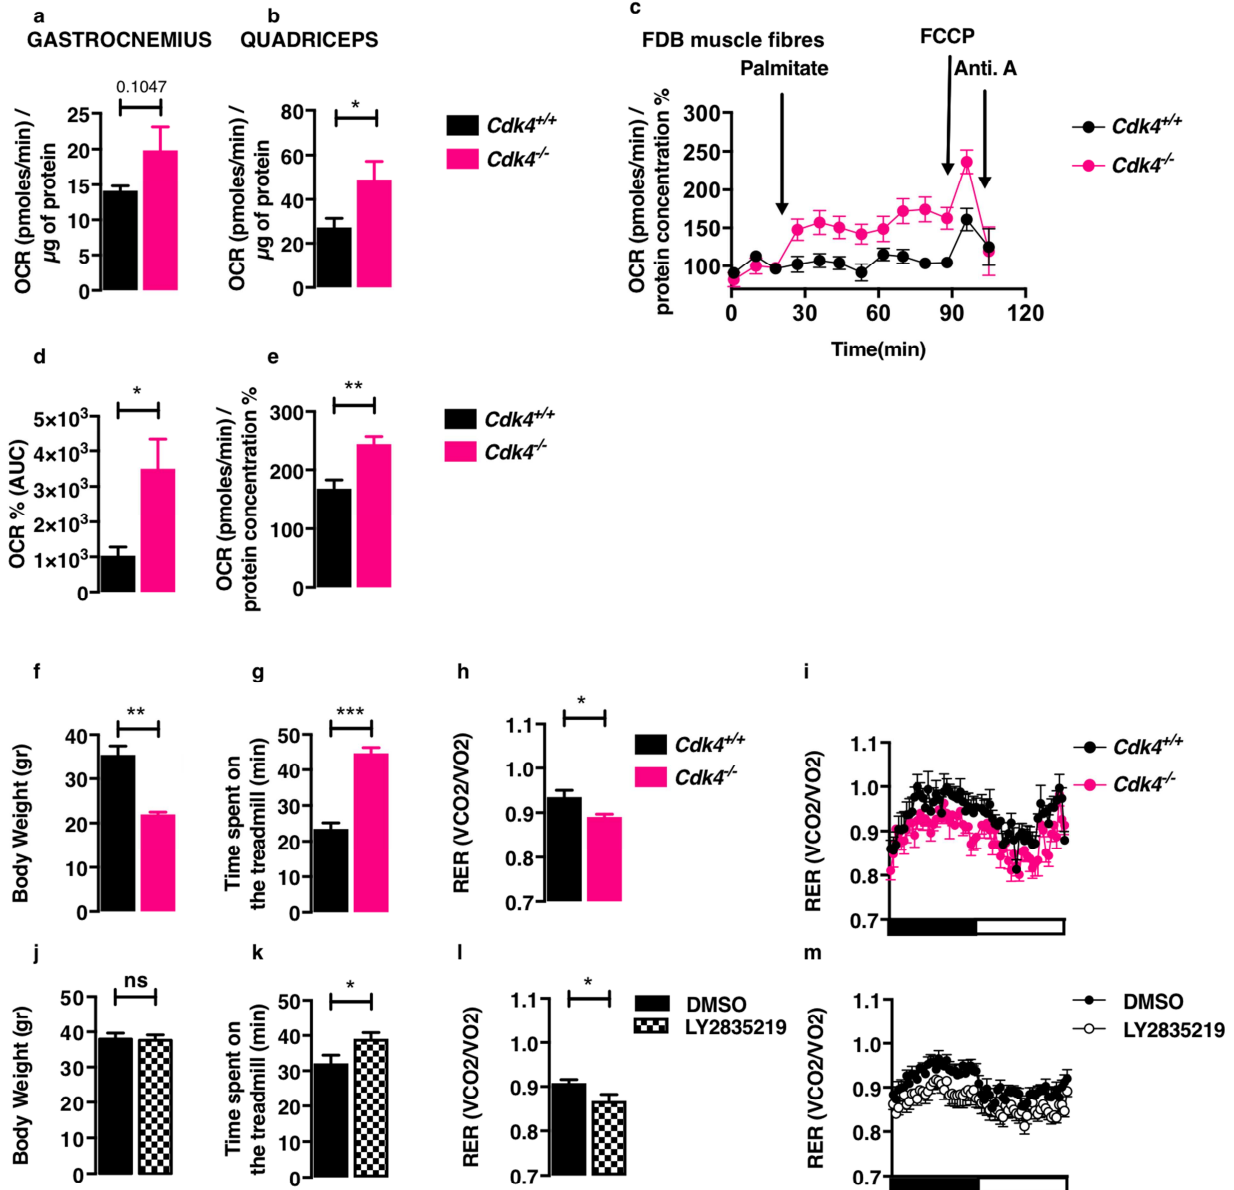 a
GASTROCNEMIUS
OCR (pmoles/min) /
µg of protein
25
20
15
10
5
0
0.1047
b
QUADRICEPS
OCR (pmoles/min) /
µg of protein
80
60
40
20
0
*
Cdk4+/+
Cdk4-/-
c
FDB muscle fibres
Palmitate
FCCP
Anti. A
OCR (pmoles/min) /
protein concentration %
300
250
200
150
100
0
30
60
90
120
Time(min)
Cdk4+/+
Cdk4-/-
d
OCR % (AUC)
5×10³
4×10³
3×10³
2×10³
1×10³
0
*
e
OCR (pmoles/min) /
protein concentration %
300
200
100
0
**
Cdk4+/+
Cdk4-/-
f
Body Weight (gr)
40
30
20
10
0
**
g
Time spent on
the treadmill (min)
50
40
30
20
10
0
***
h
RER (VCO2/VO2)
1.1
1.0
0.9
0.8
0.7
*
Cdk4+/+
Cdk4-/-
i
RER (VCO2/VO2)
1.1
1.0
0.9
0.8
0.7
Cdk4+/+
Cdk4-/-
j
Body Weight (gr)
50
40
30
20
10
0
ns
k
Time spent on
the treadmill (min)
50
40
30
20
10
0
*
l
RER (VCO2/VO2)
1.1
1.0
0.9
0.8
0.7
*
DMSO
LY2835219
m
RER (VCO2/VO2)
1.1
1.0
0.9
0.8
0.7
DMSO
LY2835219